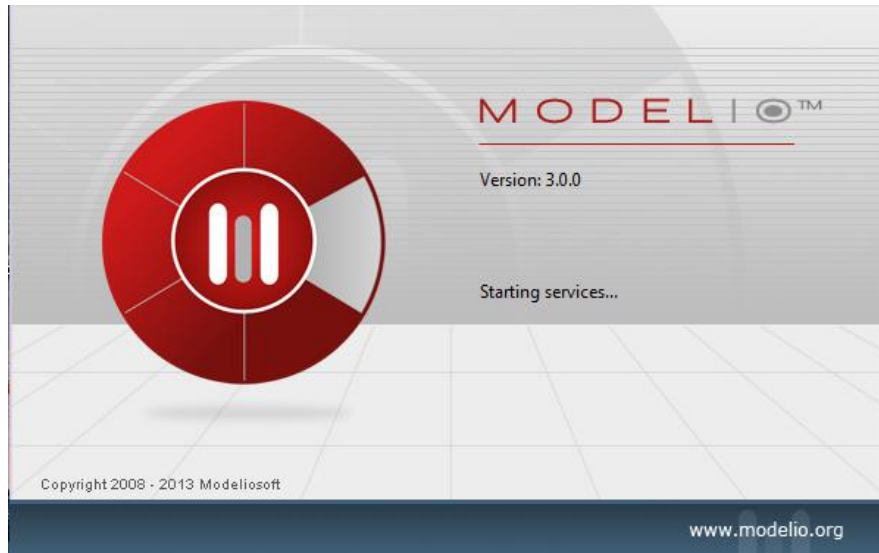 MODELIO™
Version: 3.0.0
Starting services...
Copyright 2008 - 2013 Modeliosoft
www.modelio.org